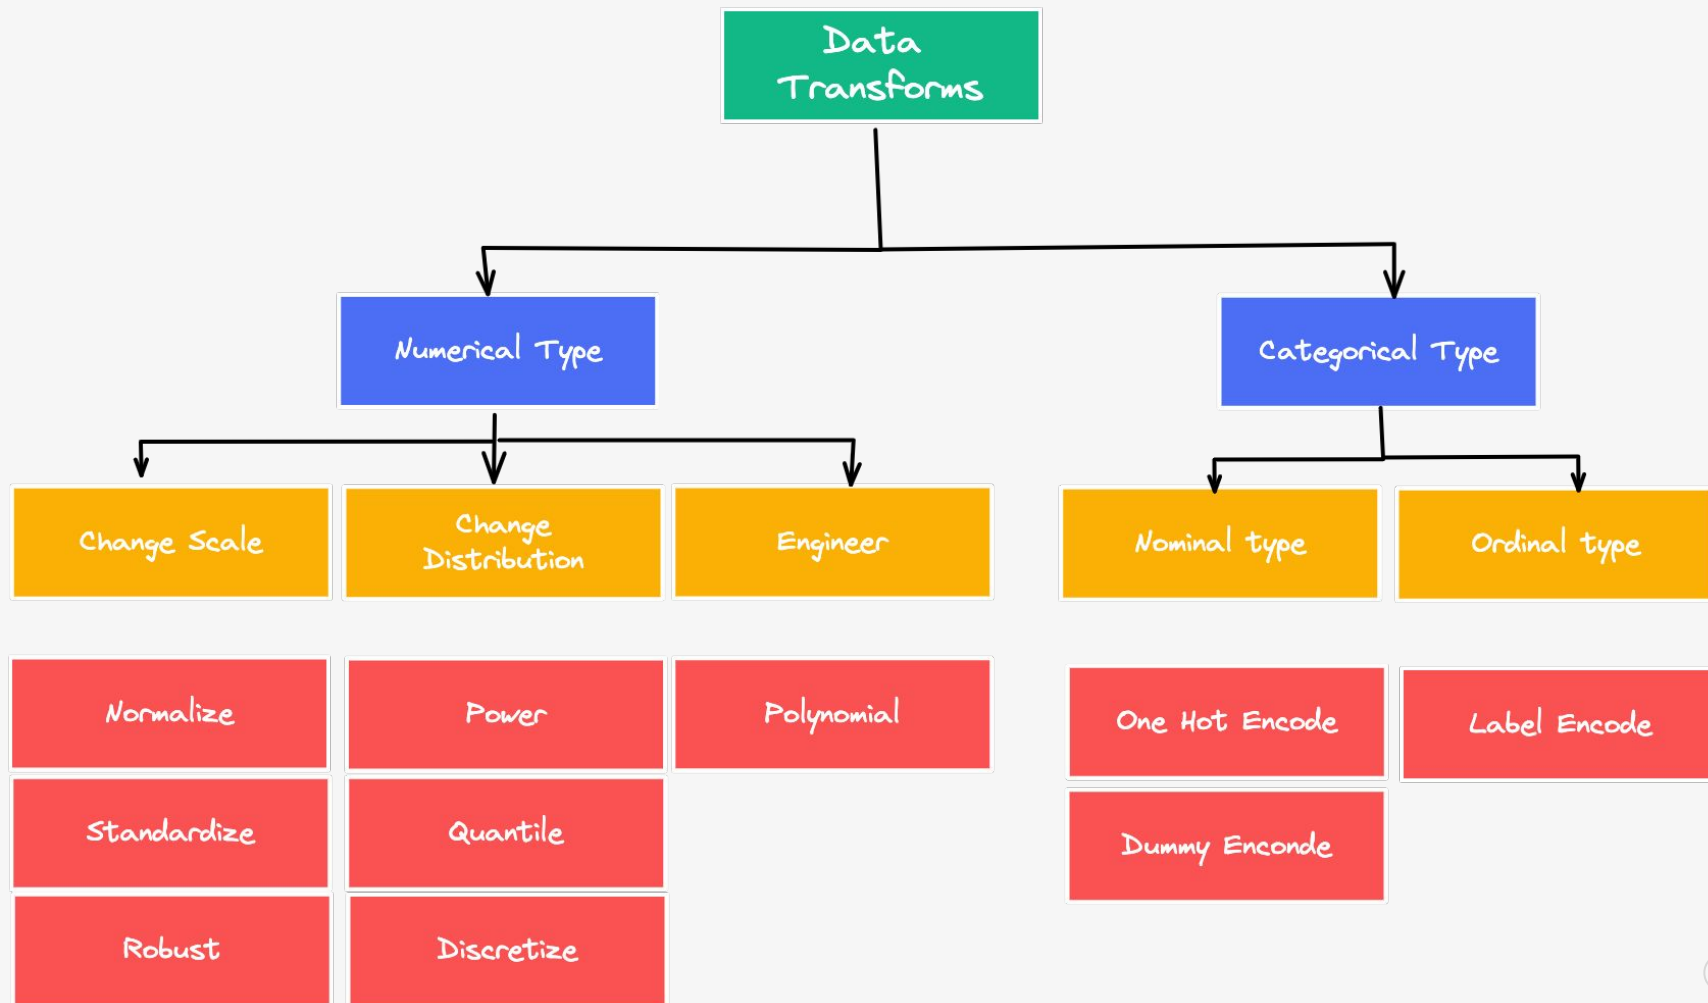 Data
Transforms
Numerical Type
Categorical Type
Change Scale
Change
Distribution
Engineer
Nominal type
Ordinal type
Normalize
Power
Polynomial
One Hot Encode
Label Encode
Standardize
Quantile
Dummy Enconde
Robust
Discretize